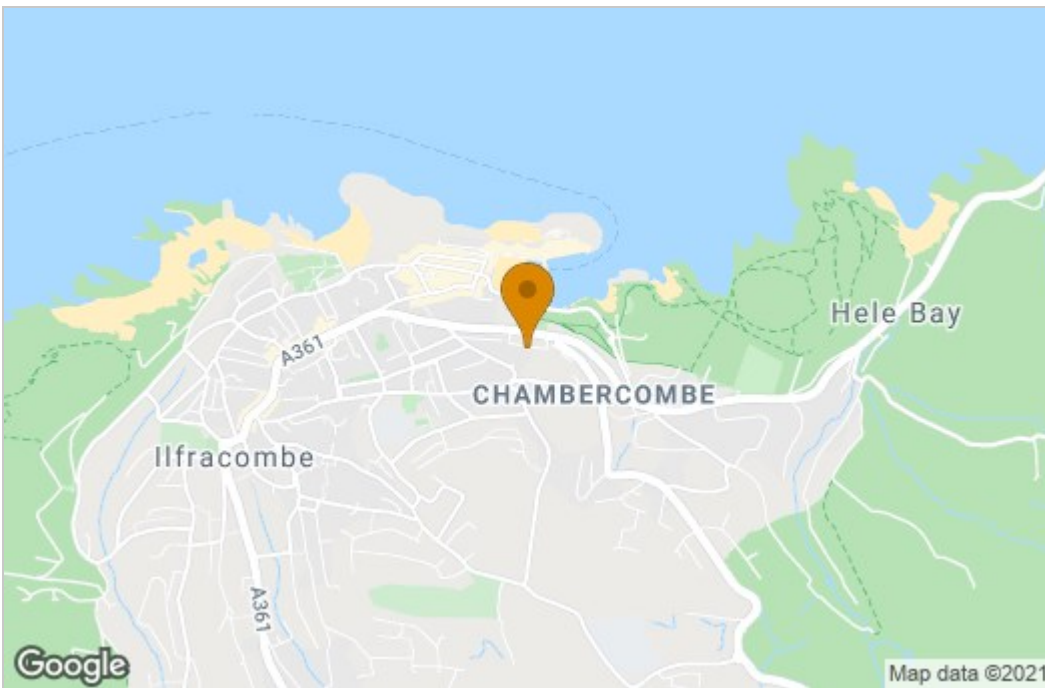 Hele Bay
A361
CHAMBERCOMBE
Ilfracombe
A361
Google
Map data ©2021